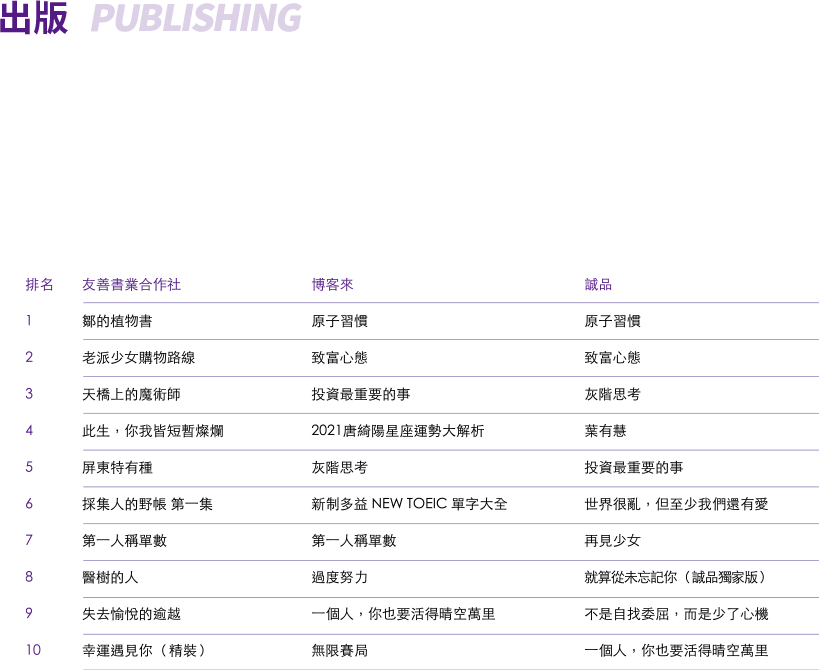 出版 PUBLISHING
排名 友善書業合作社 博客來 誠品
1 鄒的植物書 原子習慣 原子習慣
2 老派少女購物路線 致富心態 致富心態
3 天橋上的魔術師 投資最重要的事 灰階思考
4 此生，你我皆短暫燦爛 2021唐綺陽星座運勢大解析 葉有慧
5 屏東特有種 灰階思考 投資最重要的事
6 採集人的野帳 第一集 新制多益 NEW TOEIC 單字大全 世界很亂，但至少我們還有愛
7 第一人稱單數 第一人稱單數 再見少女
8 醫樹的人 過度努力 就算從未忘記你（誠品獨家版）
9 失去愉悅的逾越 一個人，你也要活得晴空萬里 不是自找委屈，而是少了心機
10 幸運遇見你（精裝） 無限賽局 一個人，你也要活得晴空萬里